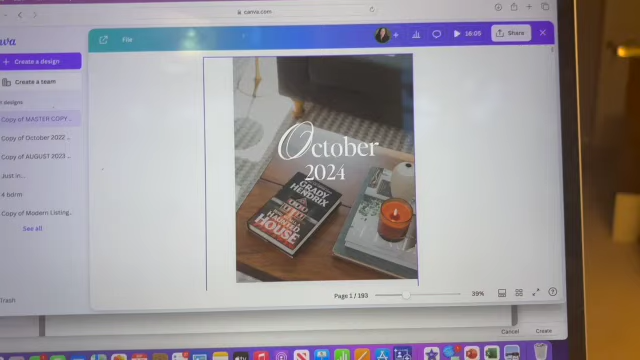 canva.com
nva
File
16:05
Share
+ Create a design
Create a team
n designs
Copy of MASTER COPY ...
Copy of October 2022 ...
Copy of AUGUST 2023 ...
Just in...
4 bdrm
Copy of Modern Listing...
See all
Trash
October
2024
GRADY
HENDRIX
HOUSE
Page 1 / 193
39%
Cancel
Create